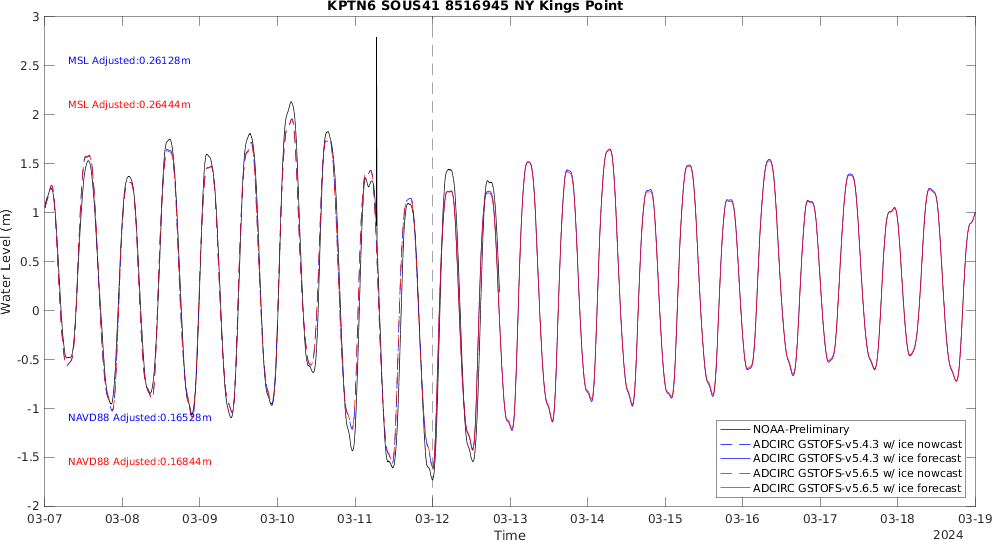 KPTN6 SOUS41 8516945 NY Kings Point
3
2.5
2
1.5
1
0.5
0
-0.5
-1
-1.5
-2
Water Level (m)
MSL Adjusted:0.26128m
MSL Adjusted:0.26444m
NAVD88 Adjusted:0.16528m
NAVD88 Adjusted:0.16844m
NOAA-Preliminary
ADCIRC GSTOFS-v5.4.3 w/ ice nowcast
ADCIRC GSTOFS-v5.4.3 w/ ice forecast
ADCIRC GSTOFS-v5.6.5 w/ ice nowcast
ADCIRC GSTOFS-v5.6.5 w/ ice forecast
03-07 03-08 03-09 03-10 03-11 03-12 03-13 03-14 03-15 03-16 03-17 03-18 03-19
Time
2024